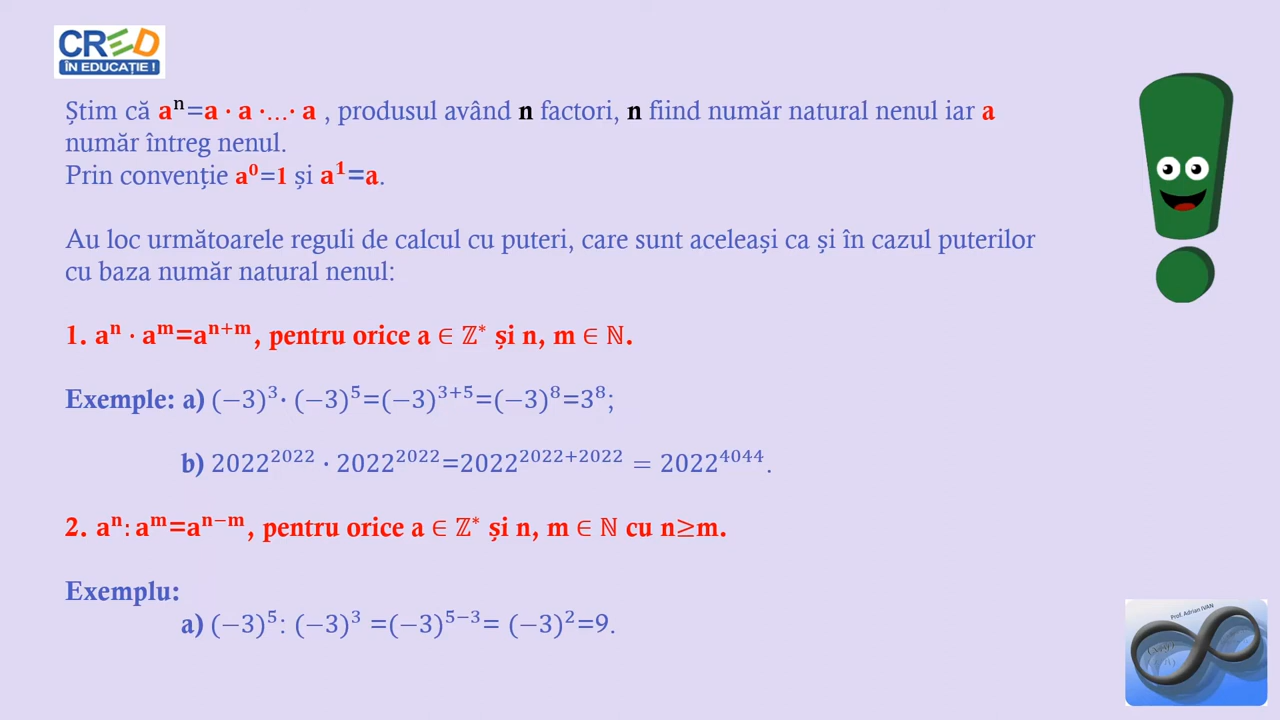 CRED
ÎN EDUCAȚIE !
Știm că aⁿ=a · a ·...· a , produsul având n factori, n fiind număr natural nenul iar a
număr întreg nenul.
Prin convenție a⁰=1 și a¹=a.
Au loc următoarele reguli de calcul cu puteri, care sunt aceleași ca și în cazul puterilor
cu baza număr natural nenul:
1. aⁿ · aᵐ=aⁿ⁺ᵐ, pentru orice a ∈ ℤ* și n, m ∈ ℕ.
Exemple: a) (−3)³· (−3)⁵=(−3)³⁺⁵=(−3)⁸=3⁸;
b) 2022²⁰²² · 2022²⁰²²=2022²⁰²²⁺²⁰²² = 2022⁴⁰⁴⁴.
2. aⁿ: aᵐ=aⁿ⁻ᵐ, pentru orice a ∈ ℤ* și n, m ∈ ℕ cu n≥m.
Exemplu:
a) (−3)⁵: (−3)³ =(−3)⁵⁻³= (−3)²=9.
Prof. Adrian IVAN